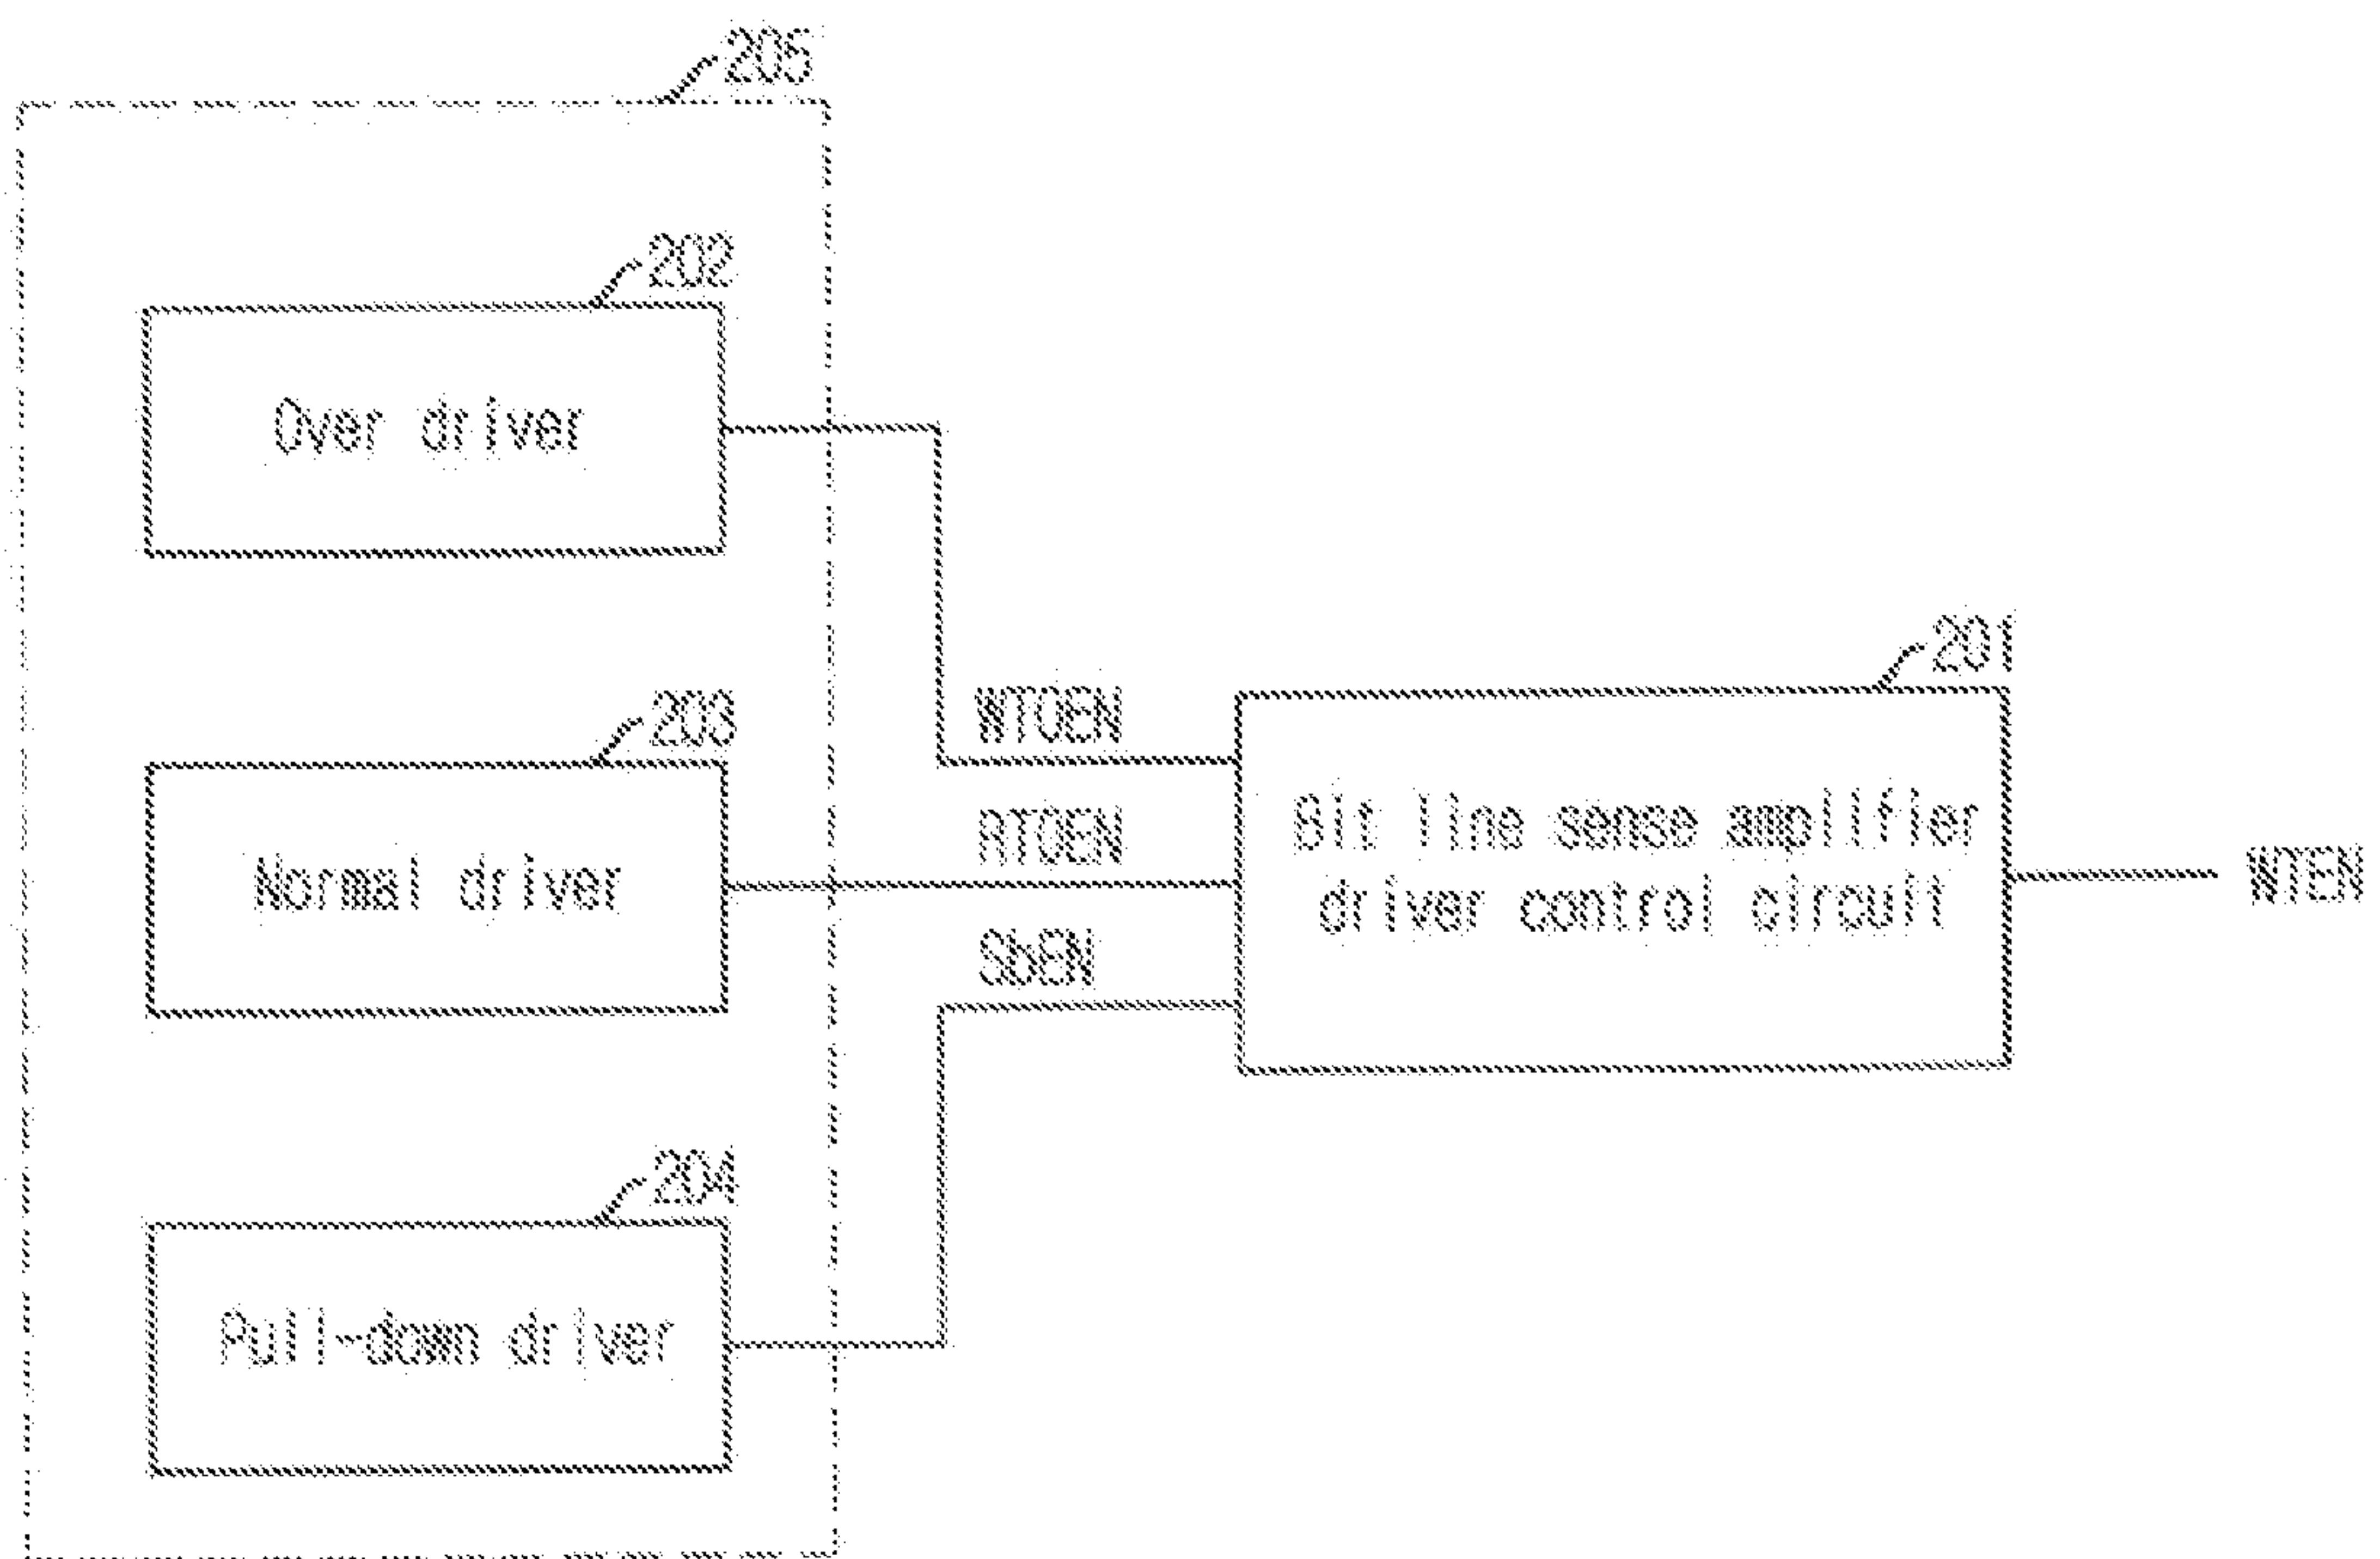 205
202
Over driver
203
Normal driver
204
Pull-down driver
WTOEN
RTOEN
SbEN
201
Bit line sense amplifier
driver control circuit
WTEN